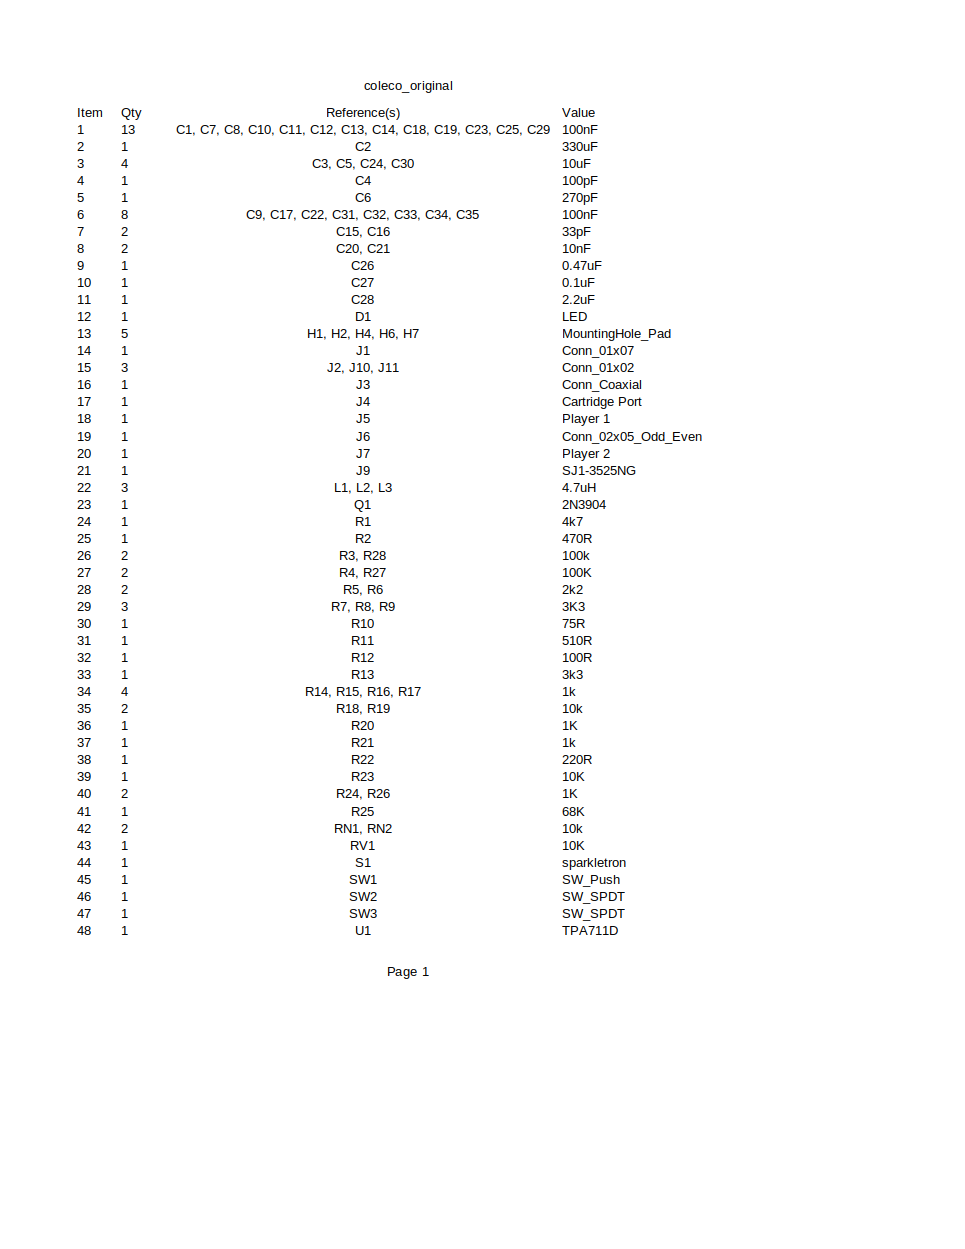 coleco_original
Item Qty Reference(s) Value
1 13 C1, C7, C8, C10, C11, C12, C13, C14, C18, C19, C23, C25, C29 100nF
2 1 C2 330uF
3 4 C3, C5, C24, C30 10uF
4 1 C4 100pF
5 1 C6 270pF
6 8 C9, C17, C22, C31, C32, C33, C34, C35 100nF
7 2 C15, C16 33pF
8 2 C20, C21 10nF
9 1 C26 0.47uF
10 1 C27 0.1uF
11 1 C28 2.2uF
12 1 D1 LED
13 5 H1, H2, H4, H6, H7 MountingHole_Pad
14 1 J1 Conn_01x07
15 3 J2, J10, J11 Conn_01x02
16 1 J3 Conn_Coaxial
17 1 J4 Cartridge Port
18 1 J5 Player 1
19 1 J6 Conn_02x05_Odd_Even
20 1 J7 Player 2
21 1 J9 SJ1-3525NG
22 3 L1, L2, L3 4.7uH
23 1 Q1 2N3904
24 1 R1 4k7
25 1 R2 470R
26 2 R3, R28 100k
27 2 R4, R27 100K
28 2 R5, R6 2k2
29 3 R7, R8, R9 3K3
30 1 R10 75R
31 1 R11 510R
32 1 R12 100R
33 1 R13 3k3
34 4 R14, R15, R16, R17 1k
35 2 R18, R19 10k
36 1 R20 1K
37 1 R21 1k
38 1 R22 220R
39 1 R23 10K
40 2 R24, R26 1K
41 1 R25 68K
42 2 RN1, RN2 10k
43 1 RV1 10K
44 1 S1 sparkletron
45 1 SW1 SW_Push
46 1 SW2 SW_SPDT
47 1 SW3 SW_SPDT
48 1 U1 TPA711D
Page 1